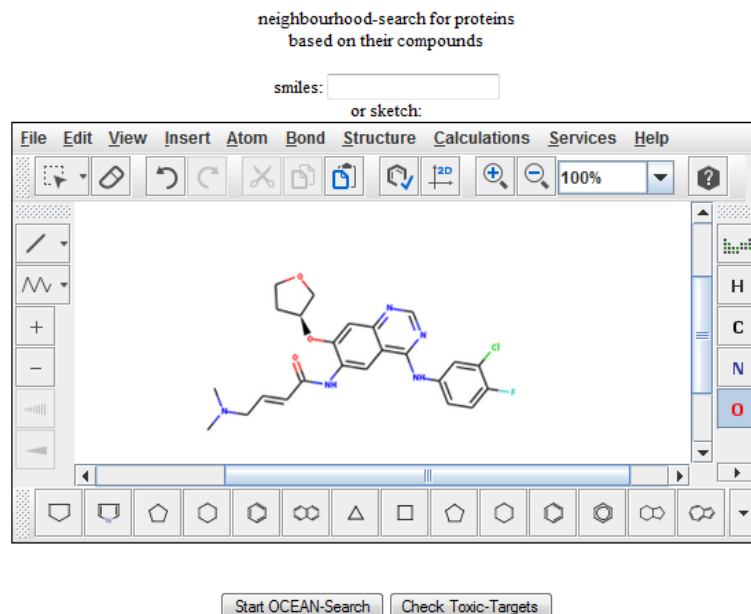 neighbourhood-search for proteins
based on their compounds
smiles:
or sketch:
File Edit View Insert Atom Bond Structure Calculations Services Help
2D 100% ?
H
C
N
O
O
N
O
N
O
NH
NH
Cl
F
N
N
Start OCEAN-Search Check Toxic-Targets